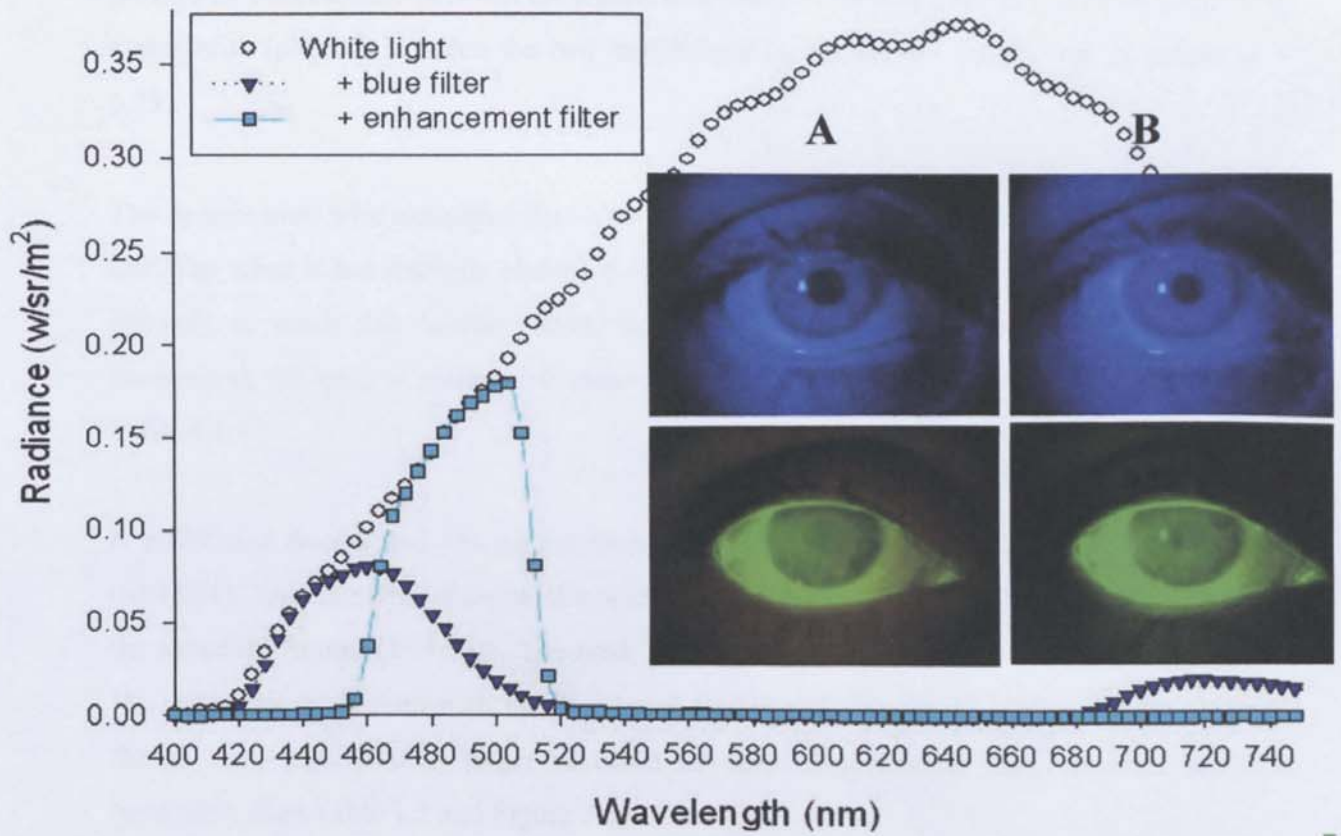 White light
+ blue filter
+ enhancement filter
A
B
0.35
0.30
0.25
0.20
0.15
0.10
0.05
0.00
Radiance (w/sr/m²)
400 420 440 460 480 500 520 540 560 580 600 620 640 660 680 700 720 740
Wavelength (nm)